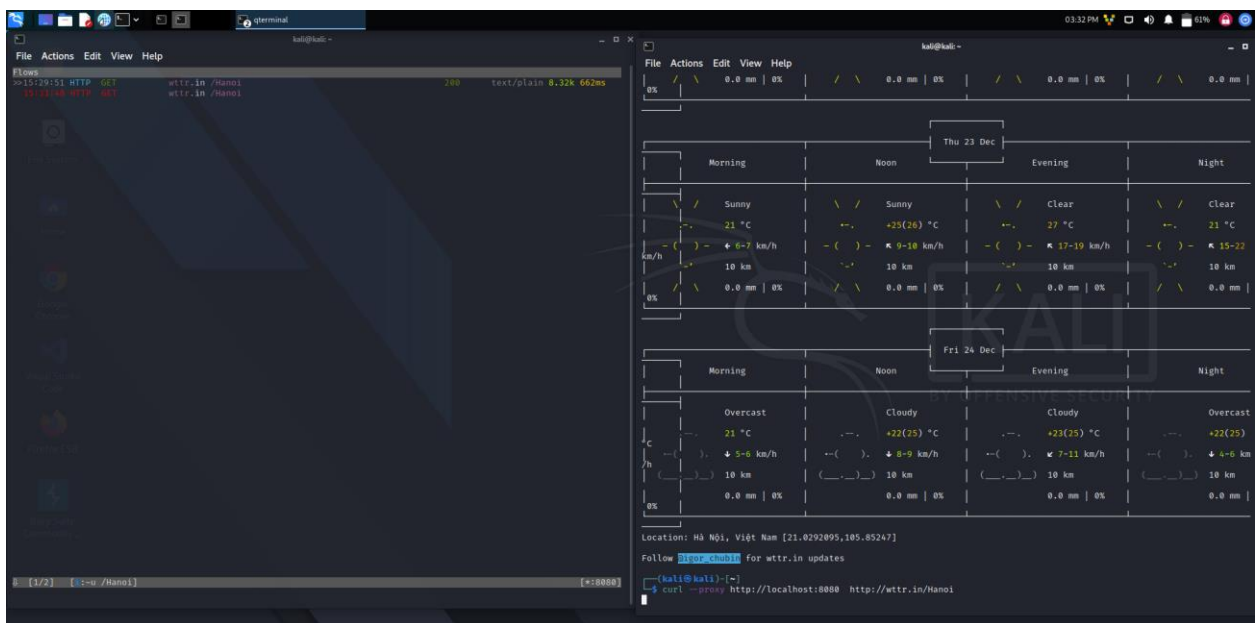 qterminal
03:32 PM
61%
kali@kali: ~
File Actions Edit View Help
Flows
>>15:29:51 HTTP GET wttr.in /Hanoi 200 text/plain 8.32k 662ms
HTTP GET wttr.in /Hanoi
[1/2] [i:~u /Hanoi] [*:8080]
kali@kali: ~
File Actions Edit View Help
0.0 mm | 0% 0.0 mm | 0% 0.0 mm | 0% 0.0 mm |
0%
Thu 23 Dec
Morning Noon Evening Night
Sunny Sunny Clear Clear
21 °C +25(26) °C 27 °C 21 °C
← 6-7 km/h ↖ 9-10 km/h ↖ 17-19 km/h ↖ 15-22
km/h
10 km 10 km 10 km 10 km
0.0 mm | 0% 0.0 mm | 0% 0.0 mm | 0% 0.0 mm |
0%
Fri 24 Dec
Morning Noon Evening Night
Overcast Cloudy Cloudy Overcast
21 °C +22(25) °C +23(25) °C +22(25)
°C
↓ 5-6 km/h ↓ 8-9 km/h ↙ 7-11 km/h ↓ 4-6 km
/h
10 km 10 km 10 km 10 km
0.0 mm | 0% 0.0 mm | 0% 0.0 mm | 0% 0.0 mm |
0%
Location: Hà Nội, Việt Nam [21.0292095,105.85247]
Follow @igor_chubin for wttr.in updates
(kali㉿kali)-[~]
$ curl --proxy http://localhost:8080 http://wttr.in/Hanoi
KALI
BY OFFENSIVE SECURITY